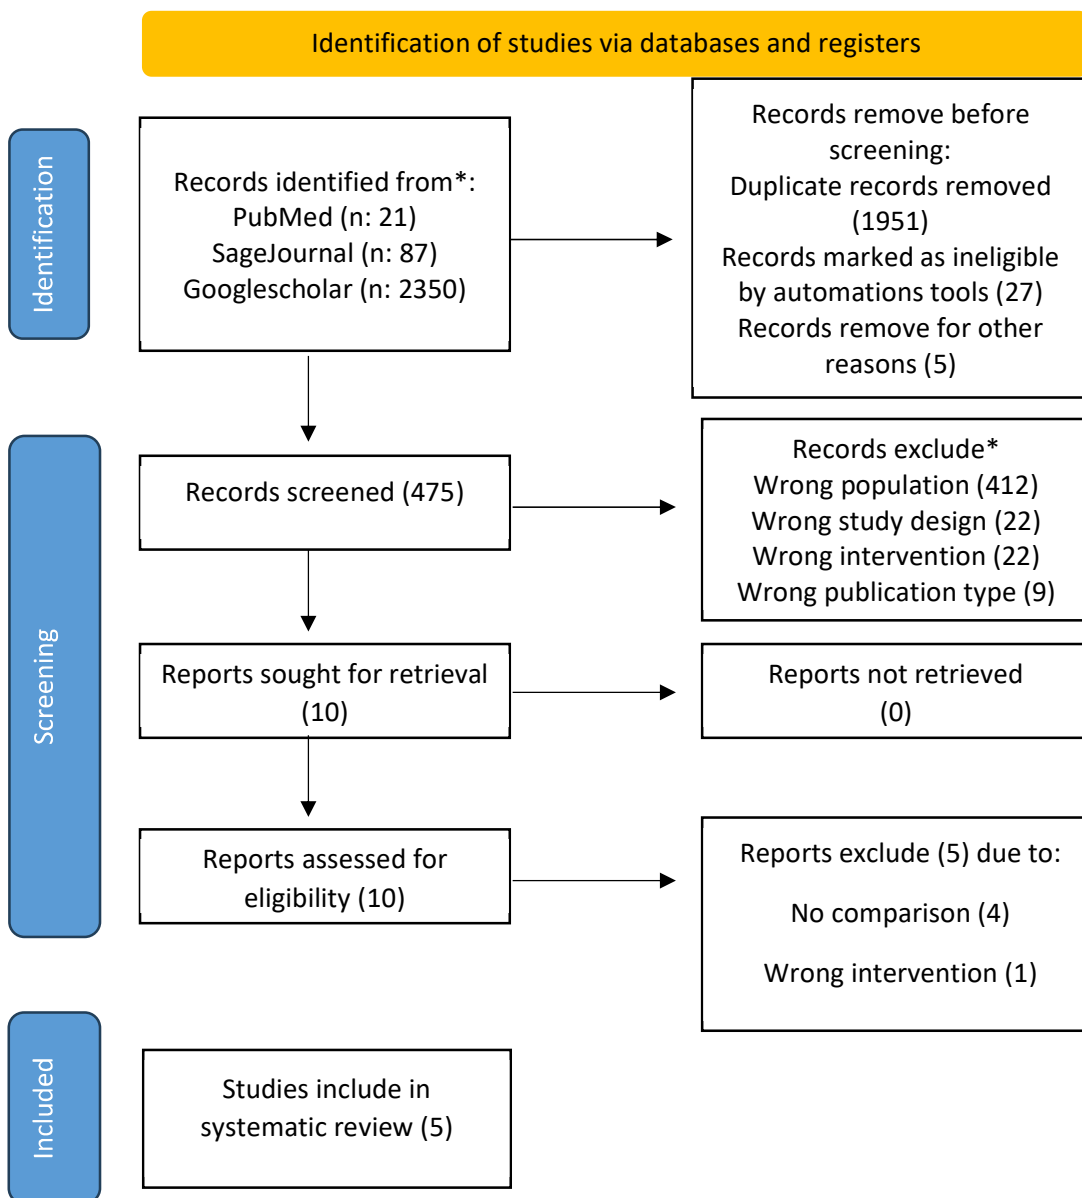 Identification of studies via databases and registers
Identification
Records identified from*:
PubMed (n: 21)
SageJournal (n: 87)
Googlescholar (n: 2350)
Records remove before
screening:
Duplicate records removed
(1951)
Records marked as ineligible
by automations tools (27)
Records remove for other
reasons (5)
Screening
Records screened (475)
Records exclude*
Wrong population (412)
Wrong study design (22)
Wrong intervention (22)
Wrong publication type (9)
Reports sought for retrieval
(10)
Reports not retrieved
(0)
Reports assessed for
eligibility (10)
Reports exclude (5) due to:
No comparison (4)
Wrong intervention (1)
Included
Studies include in
systematic review (5)